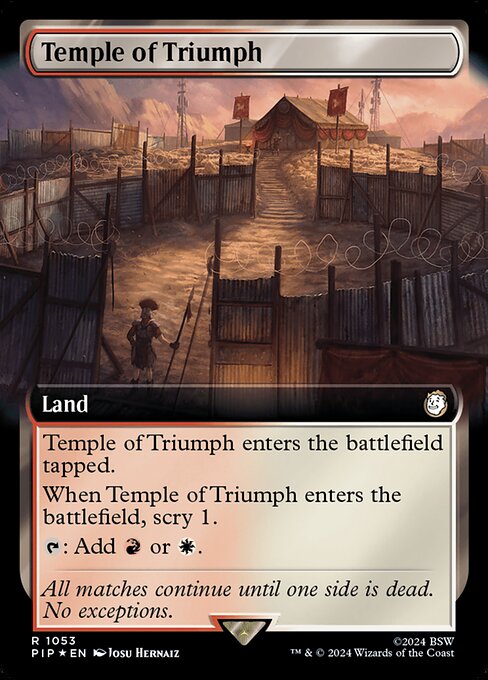 Temple of Triumph
Land
Temple of Triumph enters the battlefield
tapped.
When Temple of Triumph enters the
battlefield, scry 1.
: Add or .
All matches continue until one side is dead.
No exceptions.
R 1053
PIP ★ EN Josu Hernaiz
©2024 BSW
™ & © 2024 Wizards of the Coast